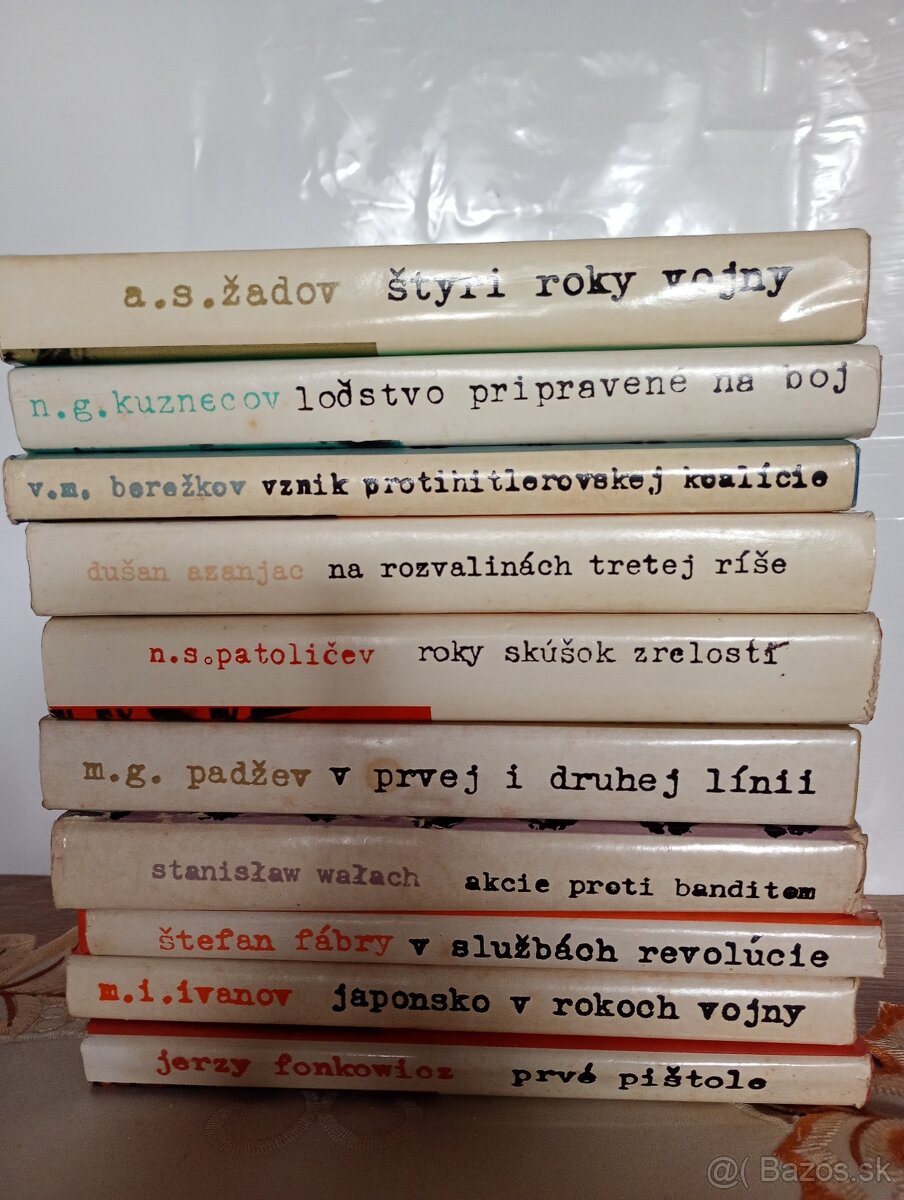 a.s.žadov štyri roky vojny
n.g.kuznecov loďstvo pripravené na boj
v.m. berežkov vznik protihitlerovskej koalície
dušan azanjac na rozvalinách tretej ríše
n.s.patoličev roky skúšok zrelosti
m.g. padžev v prvej i druhej línii
stanisław wałach akcie proti banditom
štefan fábry v službách revolúcie
m.i.ivanov japonsko v rokoch vojny
jerzy fonkowicz prvé pištole
@( Bazos.sk